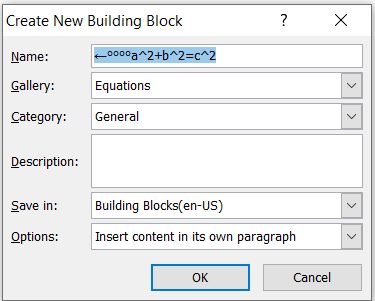 Create New Building Block ? ×
Name: ←ºººººa^2+b^2=c^2
Gallery: Equations
Category: General
Description:
Save in: Building Blocks(en-US)
Options: Insert content in its own paragraph
OK Cancel